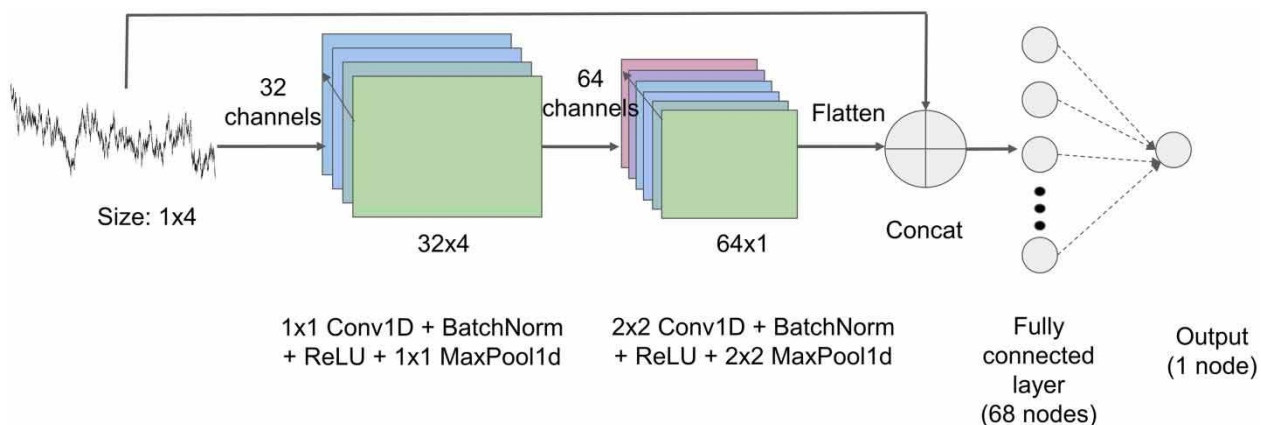 32
channels
64
channels
Flatten
Size: 1x4
32x4
64x1
Concat
1x1 Conv1D + BatchNorm
+ ReLU + 1x1 MaxPool1d
2x2 Conv1D + BatchNorm
+ ReLU + 2x2 MaxPool1d
Fully
connected
layer
(68 nodes)
Output
(1 node)